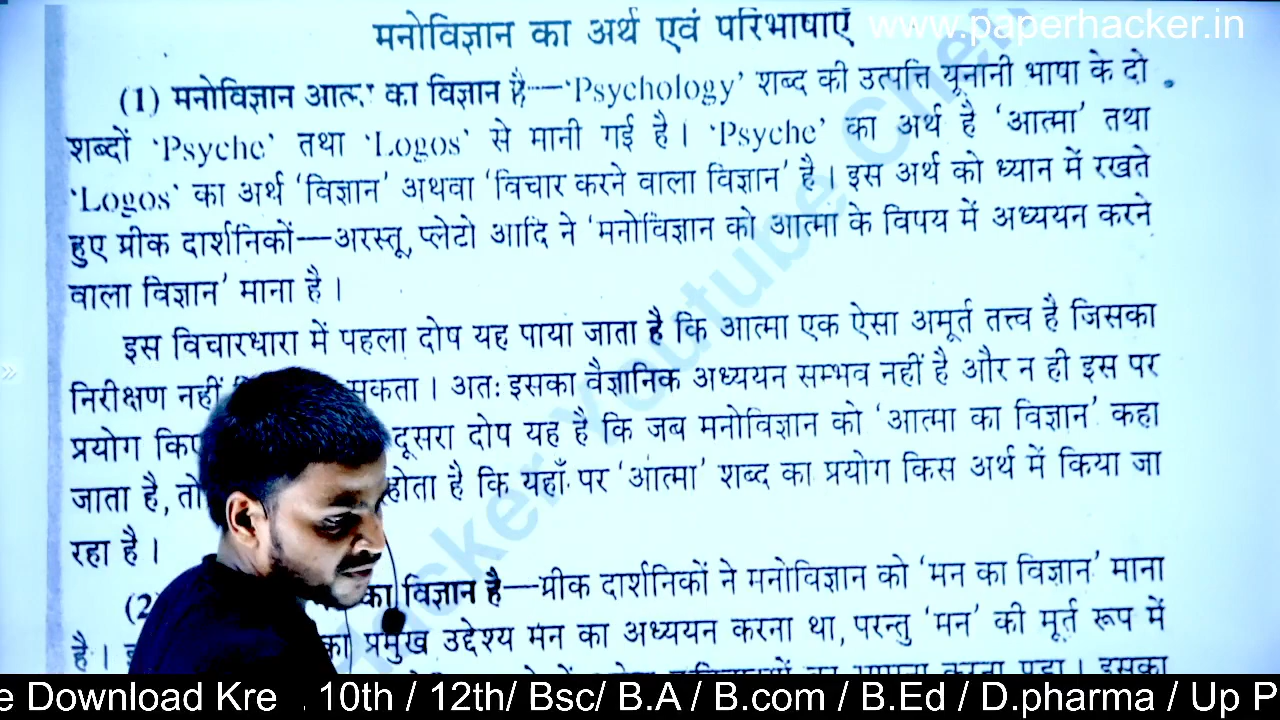 www.paperhacker.in
मनोविज्ञान का अर्थ एवं परिभाषाएं
(1) मनोविज्ञान का विज्ञान है—'Psychology' शब्द की उत्पत्ति यूनानी भाषा के दो
शब्दों 'Psyche' तथा 'Logos' से मानी गई है। 'Psyche' का अर्थ है 'आत्मा' तथा
'Logos' का अर्थ 'विज्ञान' अथवा 'विचार करने वाला विज्ञान' है। इस अर्थ को ध्यान में रखते
हुए ग्रीक दार्शनिकों—अरस्तू, प्लेटो आदि ने 'मनोविज्ञान को आत्मा के विषय में अध्ययन करने
वाला विज्ञान' माना है।
इस विचारधारा में पहला दोष यह पाया जाता है कि आत्मा एक ऐसा अमूर्त तत्त्व है जिसका
निरीक्षण नहीं सकता। अतः इसका वैज्ञानिक अध्ययन सम्भव नहीं है और न ही इस पर
प्रयोग दूसरा दोष यह है कि जब मनोविज्ञान को 'आत्मा का विज्ञान' कहा
जाता है, तो होता है कि यहाँ पर 'आत्मा' शब्द का प्रयोग किस अर्थ में किया जा
रहा है।
(2) का विज्ञान है—ग्रीक दार्शनिकों ने मनोविज्ञान को 'मन का विज्ञान' माना
है। का प्रमुख उद्देश्य मन का अध्ययन करना था, परन्तु 'मन' की मूर्त रूप में
करना पड़ा। इसका
e Download Kre . 10th / 12th/ Bsc/ B.A / B.com / B.Ed / D.pharma / Up P